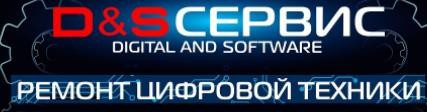 D&S СЕРВИС
DIGITAL AND SOFTWARE
РЕМОНТ ЦИФРОВОЙ ТЕХНИКИ